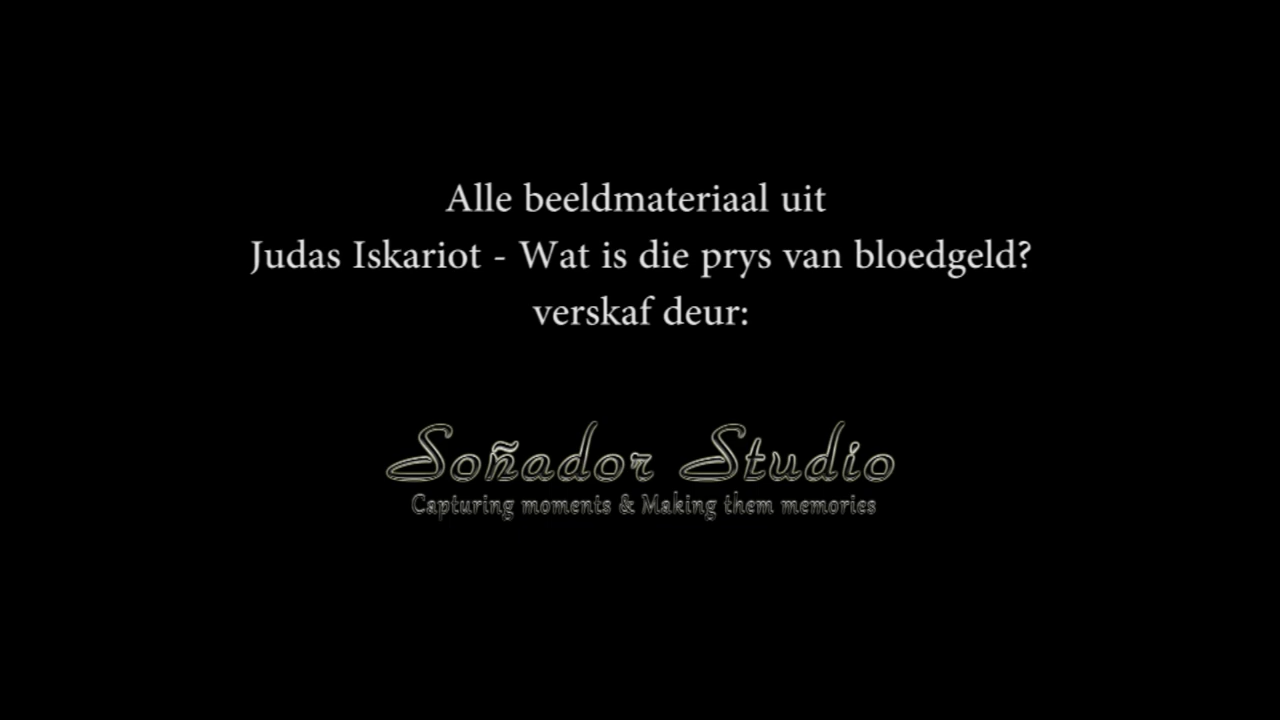 Alle beeldmateriaal uit
Judas Iskariot - Wat is die prys van bloedgeld?
verskaf deur:
Soñador Studio
Capturing moments & Making them memories